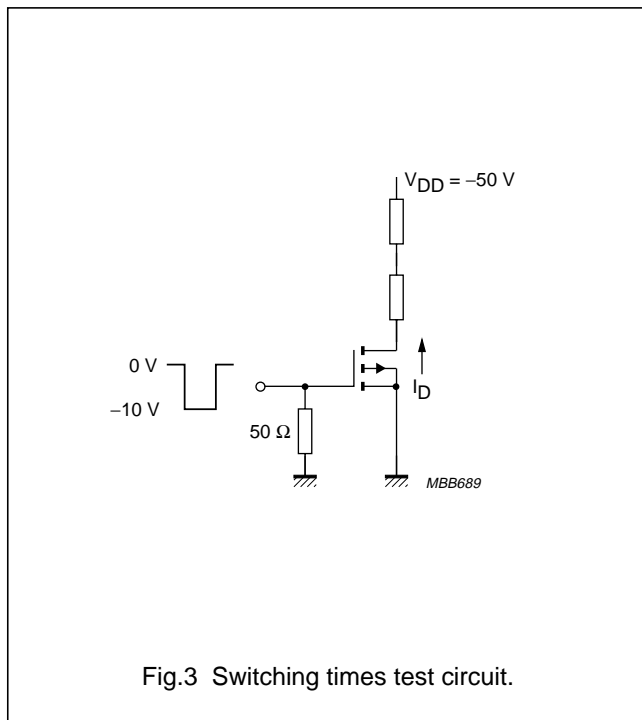 V_DD = −50 V
0 V
−10 V
I_D
50 Ω
MBB689
Fig.3 Switching times test circuit.